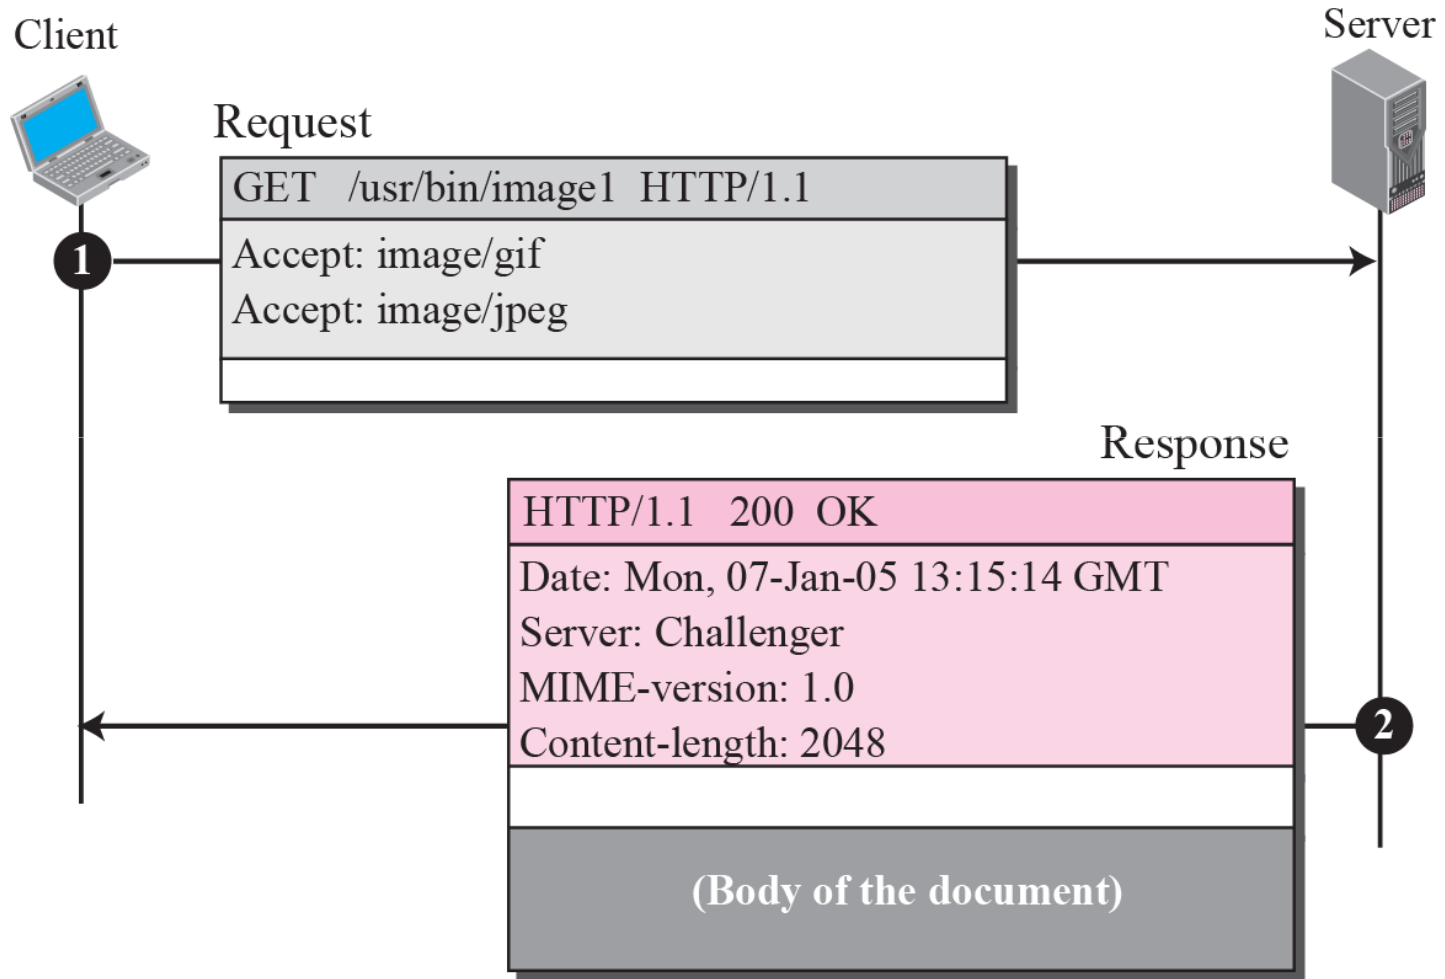 Client
Server
Request
GET /usr/bin/image1 HTTP/1.1
1
Accept: image/gif
Accept: image/jpeg
Response
HTTP/1.1 200 OK
Date: Mon, 07-Jan-05 13:15:14 GMT
Server: Challenger
MIME-version: 1.0
Content-length: 2048
2
(Body of the document)